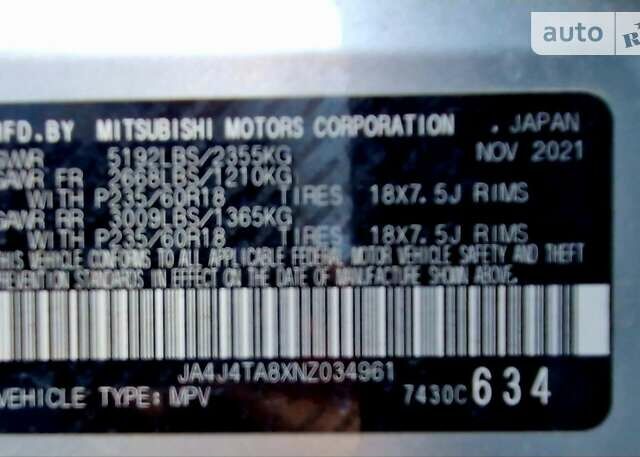 auto RI
MFD.BY MITSUBISHI MOTORS CORPORATION . JAPAN
GVWR 5192LBS/2355KG NOV 2021
GAWR FR 2668LBS/1210KG
WITH P235/60R18 TIRES 18X7.5J RIMS
GAWR RR 3009LBS/1365KG
- WITH P235/60R18 TIRES 18X7.5J RIMS
THIS VEHICLE CONFORMS TO ALL APPLICABLE FEDERAL MOTOR VEHICLE SAFETY AND THEFT
PREVENTION STANDARDS IN EFFECT ON THE DATE OF MANUFACTURE SHOWN ABOVE.
JA4J4TA8XNZ034961
VEHICLE TYPE: MPV 7430C 634